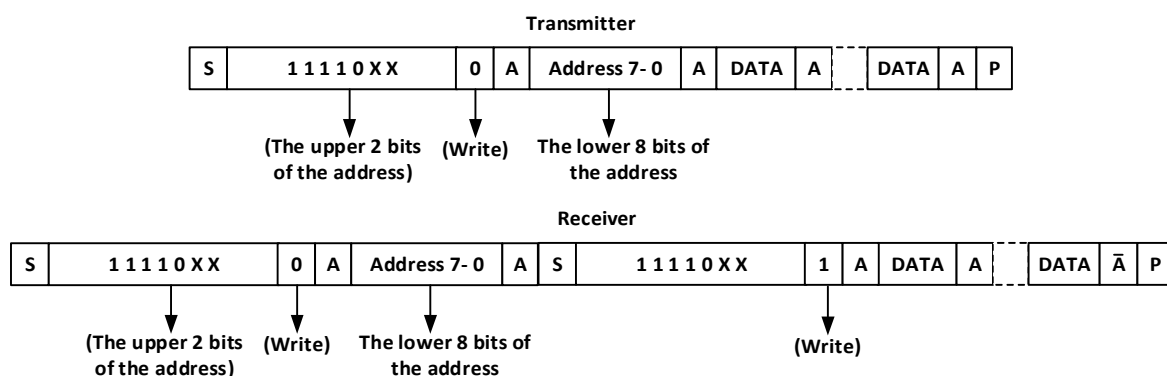 Transmitter
S 1 1 1 1 0 X X 0 A Address 7- 0 A DATA A DATA A P
(The upper 2 bits of the address) (Write) The lower 8 bits of the address
Receiver
S 1 1 1 1 0 X X 0 A Address 7- 0 A S 1 1 1 1 0 X X 1 A DATA A DATA Ā P
(The upper 2 bits of the address) (Write) The lower 8 bits of the address (Write)